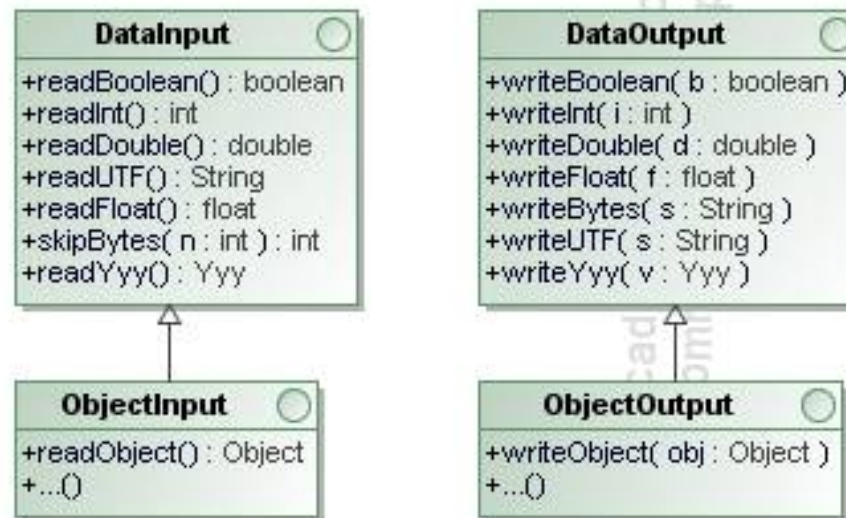 DataInput
+readBoolean() : boolean
+readInt() : int
+readDouble() : double
+readUTF() : String
+readFloat() : float
+skipBytes( n : int ) : int
+readYyy() : Yyy
DataOutput
+writeBoolean( b : boolean )
+writeInt( i : int )
+writeDouble( d : double )
+writeFloat( f : float )
+writeBytes( s : String )
+writeUTF( s : String )
+writeYyy( v : Yyy )
ObjectInput
+readObject() : Object
+...()
ObjectOutput
+writeObject( obj : Object )
+...()